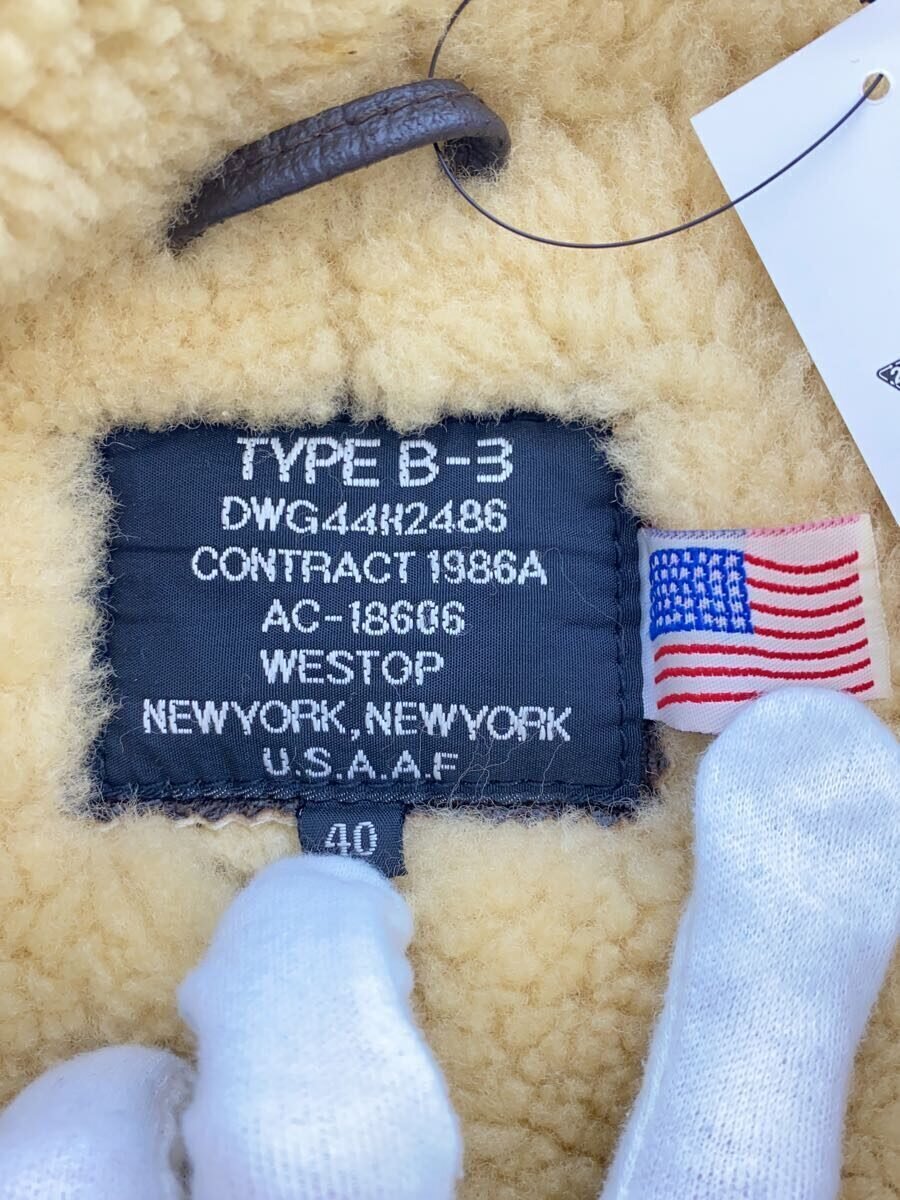 TYPE B-3
DWG44H2486
CONTRACT 1986A
AC-18606
WESTOP
NEWYORK, NEWYORK
U.S.A.A.F
40